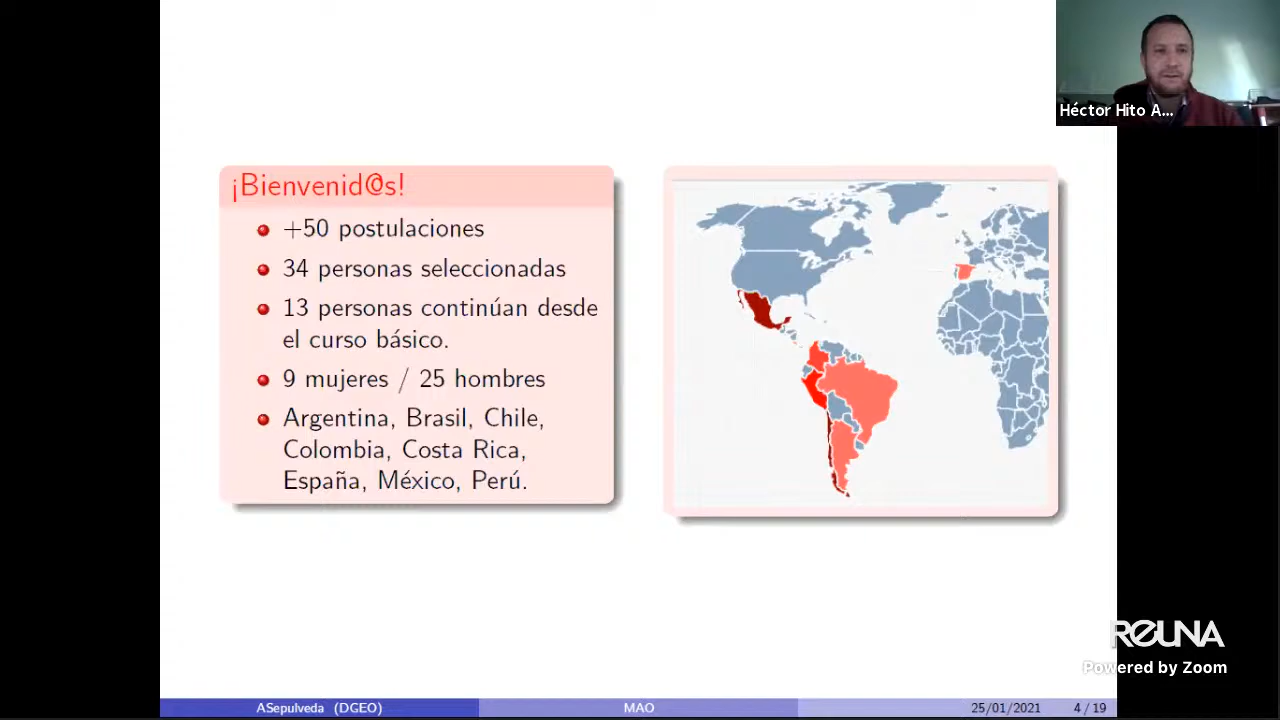 Héctor Hito A...
¡Bienvenid@s!
+50 postulaciones
34 personas seleccionadas
13 personas continúan desde
el curso básico.
9 mujeres / 25 hombres
Argentina, Brasil, Chile,
Colombia, Costa Rica,
España, México, Perú.
REUNA
Powered by Zoom
ASepulveda (DGEO)
MAO
25/01/2021
4 / 19